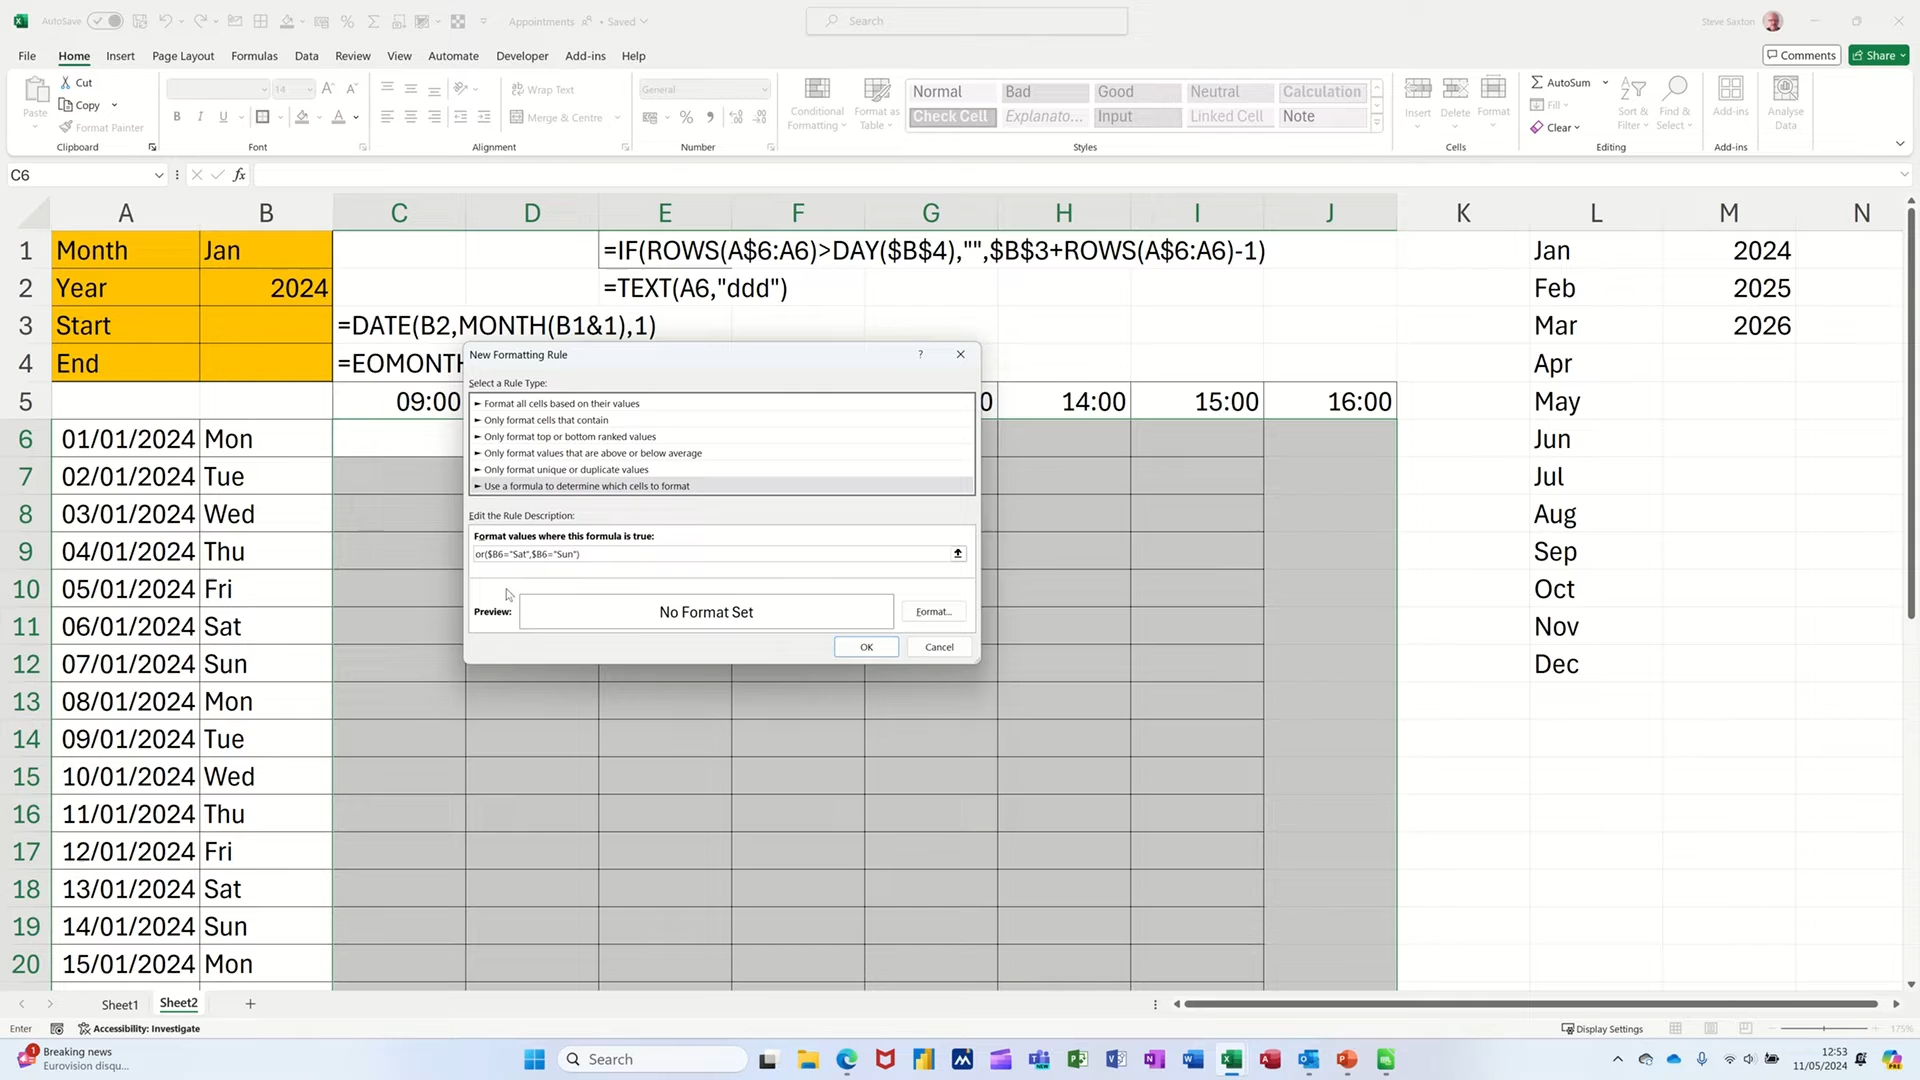 AutoSave
Appointments
• Saved
Search
Steve Saxton
File
Home
Insert
Page Layout
Formulas
Data
Review
View
Automate
Developer
Add-ins
Help
Comments
Share
Paste
Cut
Copy
Format Painter
Clipboard
14
B I U
Font
Wrap Text
Merge & Centre
Alignment
General
Number
Conditional
Formatting
Format as
Table
Normal
Bad
Good
Neutral
Calculation
Check Cell
Explanato...
Input
Linked Cell
Note
Styles
Insert
Delete
Format
Cells
AutoSum
Fill
Clear
Sort &
Filter
Find &
Select
Editing
Add-ins
Add-ins
Analyse
Data
C6
fx
A B C D E F G H I J K L M N
1 Month Jan =IF(ROWS(A$6:A6)>DAY($B$4),"",$B$3+ROWS(A$6:A6)-1) Jan 2024
2 Year 2024 =TEXT(A6,"ddd") Feb 2025
3 Start =DATE(B2,MONTH(B1&1),1) Mar 2026
4 End =EOMONTH Apr
5 09:00 0 14:00 15:00 16:00 May
6 01/01/2024 Mon Jun
7 02/01/2024 Tue Jul
8 03/01/2024 Wed Aug
9 04/01/2024 Thu Sep
10 05/01/2024 Fri Oct
11 06/01/2024 Sat Nov
12 07/01/2024 Sun Dec
13 08/01/2024 Mon
14 09/01/2024 Tue
15 10/01/2024 Wed
16 11/01/2024 Thu
17 12/01/2024 Fri
18 13/01/2024 Sat
19 14/01/2024 Sun
20 15/01/2024 Mon
New Formatting Rule
?
Select a Rule Type:
► Format all cells based on their values
► Only format cells that contain
► Only format top or bottom ranked values
► Only format values that are above or below average
► Only format unique or duplicate values
► Use a formula to determine which cells to format
Edit the Rule Description:
Format values where this formula is true:
or($B6="Sat",$B6="Sun")
Preview:
No Format Set
Format...
OK
Cancel
Sheet1
Sheet2
Enter
Accessibility: Investigate
Display Settings
175%
1
Breaking news
Eurovision disqu...
Search
12:53
11/05/2024